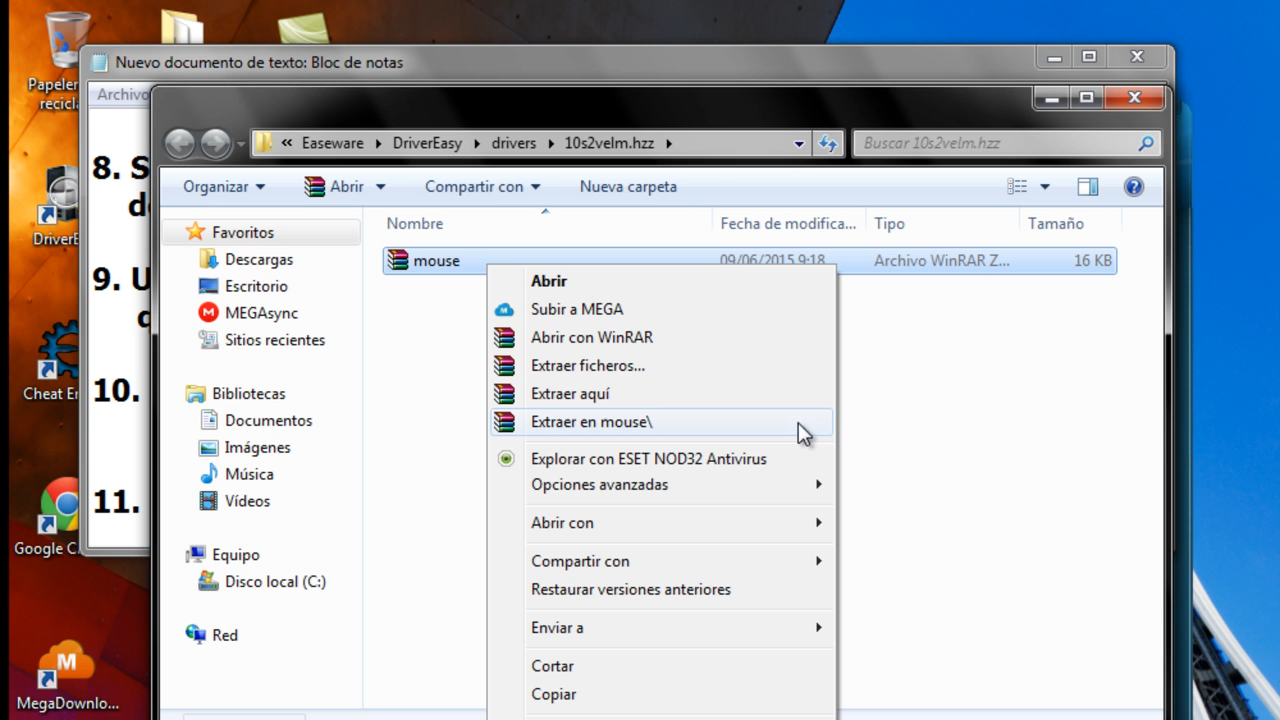 Papeler
recicla
Nuevo documento de texto: Bloc de notas
Archivo
« Easeware ▸ DriverEasy ▸ drivers ▸ 10s2velm.hzz ▸
Buscar 10s2velm.hzz
Organizar
Abrir
Compartir con
Nueva carpeta
Nombre
Fecha de modifica...
Tipo
Tamaño
mouse
09/06/2015 9:18
Archivo WinRAR Z...
16 KB
Favoritos
Descargas
Escritorio
MEGAsync
Sitios recientes
Bibliotecas
Documentos
Imágenes
Música
Vídeos
Equipo
Disco local (C:)
Red
Abrir
Subir a MEGA
Abrir con WinRAR
Extraer ficheros...
Extraer aquí
Extraer en mouse\
Explorar con ESET NOD32 Antivirus
Opciones avanzadas
Abrir con
Compartir con
Restaurar versiones anteriores
Enviar a
Cortar
Copiar
8. S
9. U
10.
11.
DriverE
Cheat En
Google C
M
MegaDownlo...